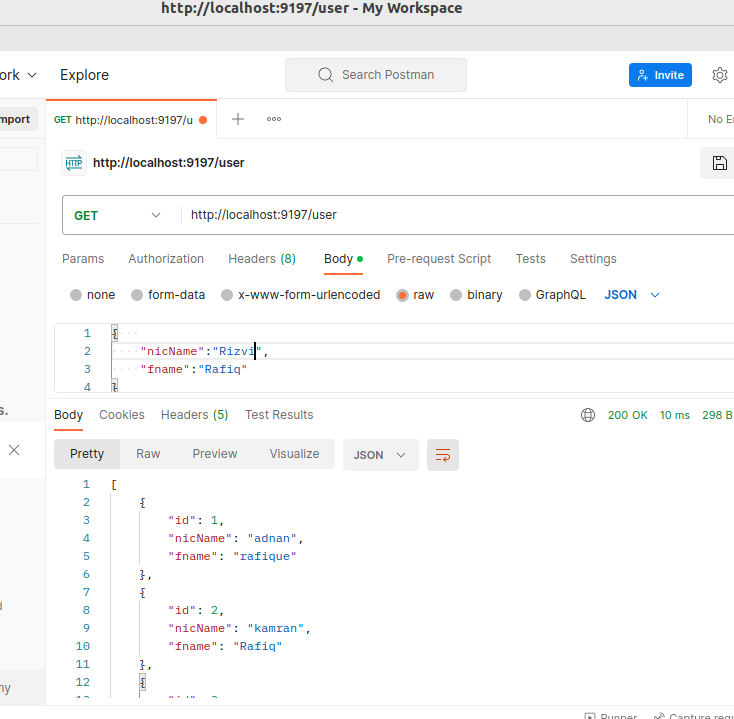 http://localhost:9197/user - My Workspace
ork Explore Search Postman Invite
mport GET http://localhost:9197/u No E
HTTP http://localhost:9197/user
GET http://localhost:9197/user
Params Authorization Headers (8) Body Pre-request Script Tests Settings
none form-data x-www-form-urlencoded raw binary GraphQL JSON
1 {
2 "nicName":"Rizvi",
3 "fname":"Rafiq"
4 }
s.
Body Cookies Headers (5) Test Results 200 OK 10 ms 298 B
Pretty Raw Preview Visualize JSON
1 [
2 {
3 "id": 1,
4 "nicName": "adnan",
5 "fname": "rafique"
6 },
7 {
8 "id": 2,
9 "nicName": "kamran",
10 "fname": "Rafiq"
11 },
12 {
Runner Capture requ